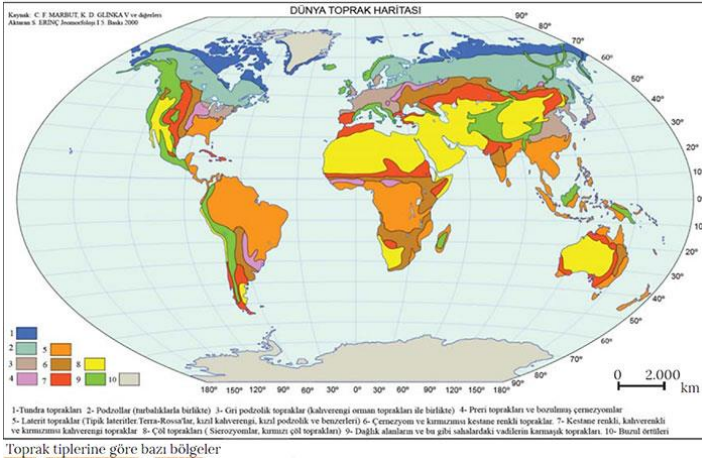 DÜNYA TOPRAK HARİTASI
Kaynak: C. F. MARBUT, K. D. GLINKA V ve diğerleri
Aktaran S. ERİNÇ Jeomorfoloji I 5. Baskı 2000
90° 90°
80°
70°
60°
50°
40°
30°
20°
10°
0°
10°
20°
30°
40°
50°
60°
70°
80°
90°
1
2 5
3 6 8
4 7 9 10
180° 150° 120° 90° 60° 30° 0° 30° 60° 90° 120° 150° 180°
0 2.000
km
1-Tundra toprakları 2- Podzollar (turbalıklarla birlikte) 3- Gri podzolik topraklar (kahverengi orman toprakları ile birlikte) 4- Preri toprakları ve bozulmuş çernezyomlar
5- Laterit topraklar (Tipik lateritler.Terra-Rossa'lar, kızıl kahverengi, kızıl podzolik ve benzerleri) 6- Çernezyom ve kırmızımsı kestane renkli topraklar. 7- Kestane renkli, kahverenkli
ve kırmızımsı kahverengi topraklar 8- Çöl toprakları ( Sierozyomlar, kırmızı çöl toprakları) 9- Dağlık alanların ve bu gibi sahalardaki vadilerin karmaşık toprakları. 10- Buzul örtüleri
Toprak tiplerine göre bazı bölgeler